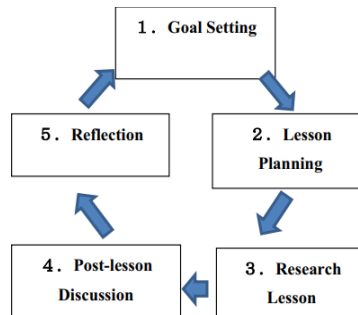 1. Goal Setting
2. Lesson
Planning
3. Research
Lesson
4. Post-lesson
Discussion
5. Reflection